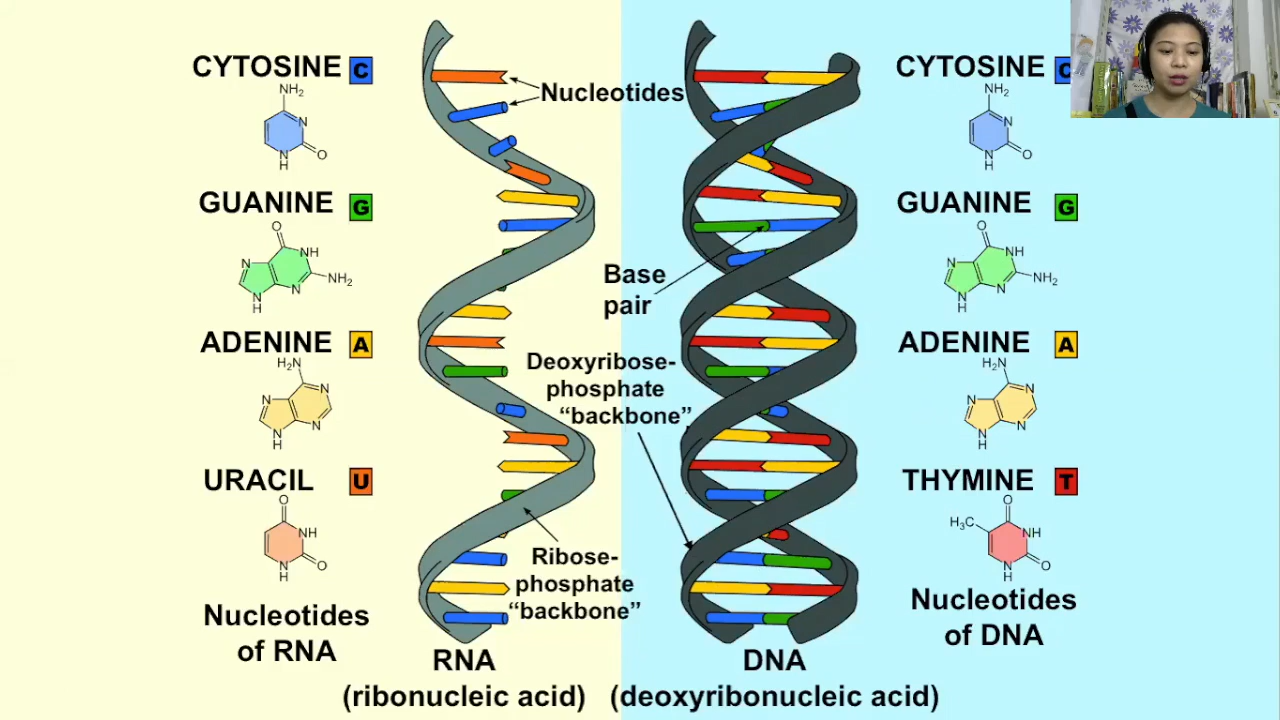 CYTOSINE C
NH₂
N
N
H
O
GUANINE G
O
N
NH
N
H
N
NH₂
ADENINE A
H₂N
N
N
N
H
N
URACIL U
O
NH
N
H
O
Nucleotides
of RNA
Nucleotides
Base
pair
Deoxyribose-
phosphate
“backbone”
Ribose-
phosphate
“backbone”
RNA
(ribonucleic acid)
DNA
(deoxyribonucleic acid)
CYTOSINE C
NH₂
N
N
H
O
GUANINE G
O
N
NH
N
H
N
NH₂
ADENINE A
H₂N
N
N
N
H
N
THYMINE T
O
H₃C
NH
N
H
O
Nucleotides
of DNA